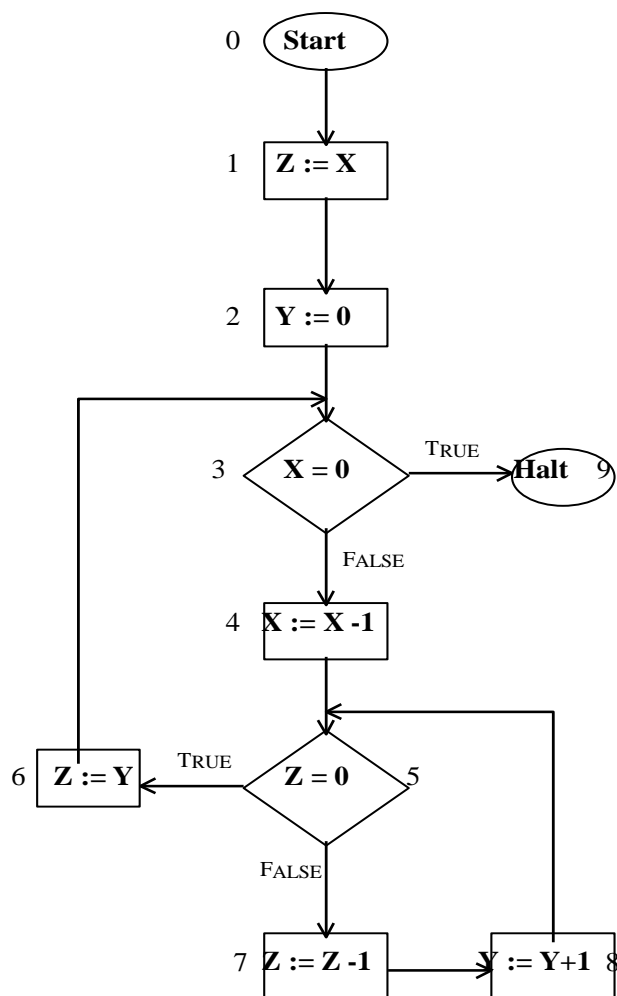 0 Start
1 Z := X
2 Y := 0
3 X = 0 TRUE Halt 9
FALSE
4 X := X -1
6 Z := Y TRUE Z = 0 5
FALSE
7 Z := Z -1 Y := Y+1 8